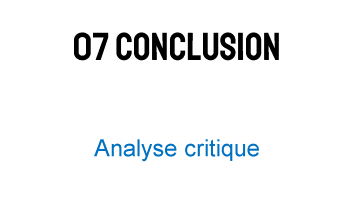 07 CONCLUSION
Analyse critique